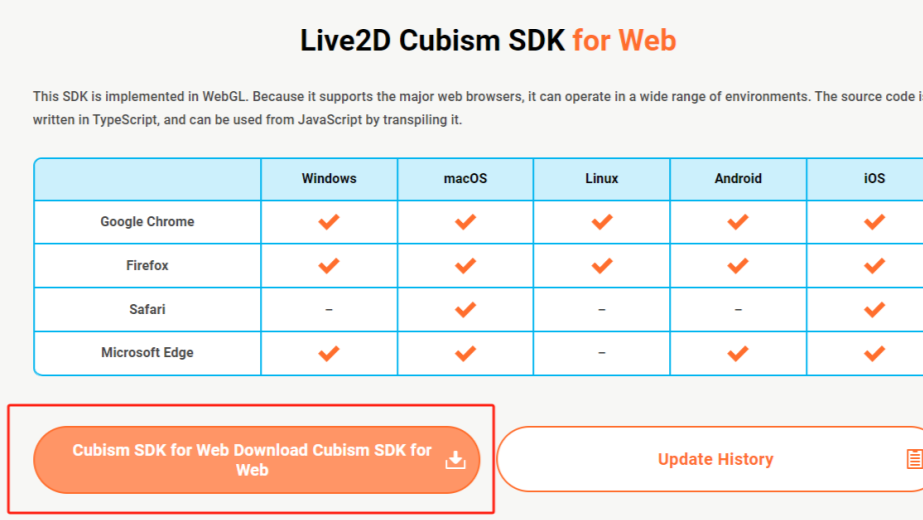 Live2D Cubism SDK for Web
This SDK is implemented in WebGL. Because it supports the major web browsers, it can operate in a wide range of environments. The source code
written in TypeScript, and can be used from JavaScript by transpiling it.
Windows macOS Linux Android iOS
Google Chrome
Firefox
Safari – – –
Microsoft Edge –
Cubism SDK for Web Download Cubism SDK for
Web
Update History